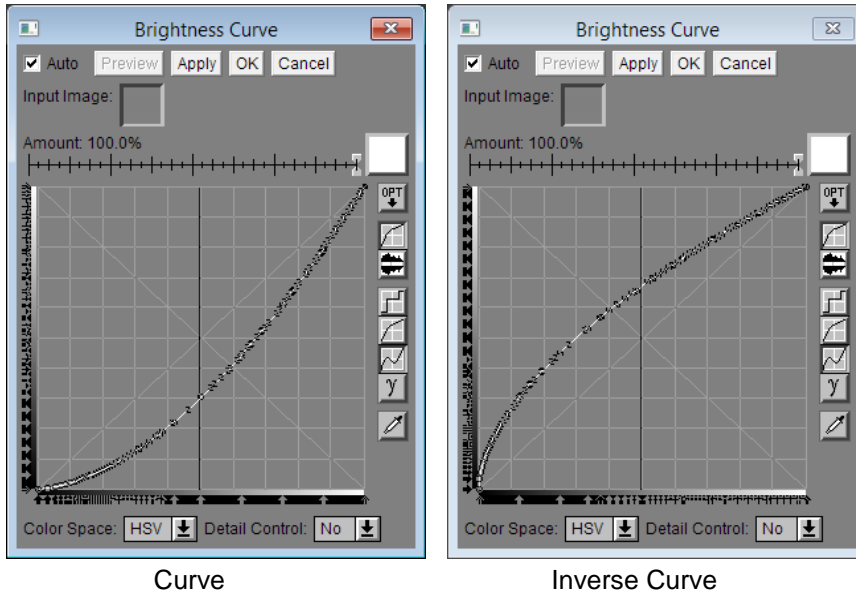 Brightness Curve
Auto Preview Apply OK Cancel
Input Image:
Amount: 100.0%
OPT
γ
Color Space: HSV Detail Control: No
Curve
Brightness Curve
Auto Preview Apply OK Cancel
Input Image:
Amount: 100.0%
OPT
γ
Color Space: HSV Detail Control: No
Inverse Curve